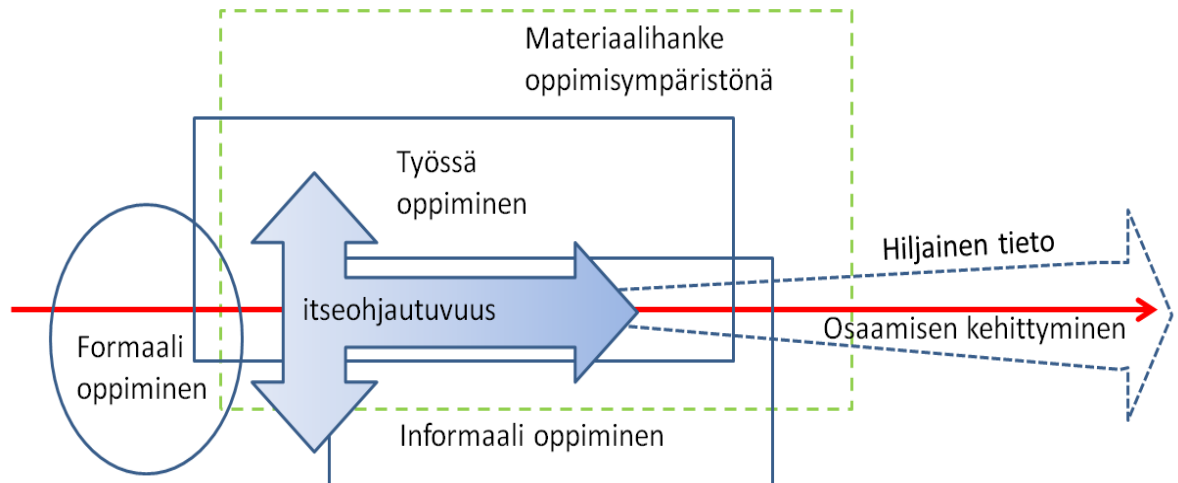 Materiaalihanke
oppimisympäristönä
Työssä
oppiminen
Hiljainen tieto
itseohjautuvuus
Osaamisen kehittyminen
Formaali
oppiminen
Informaali oppiminen